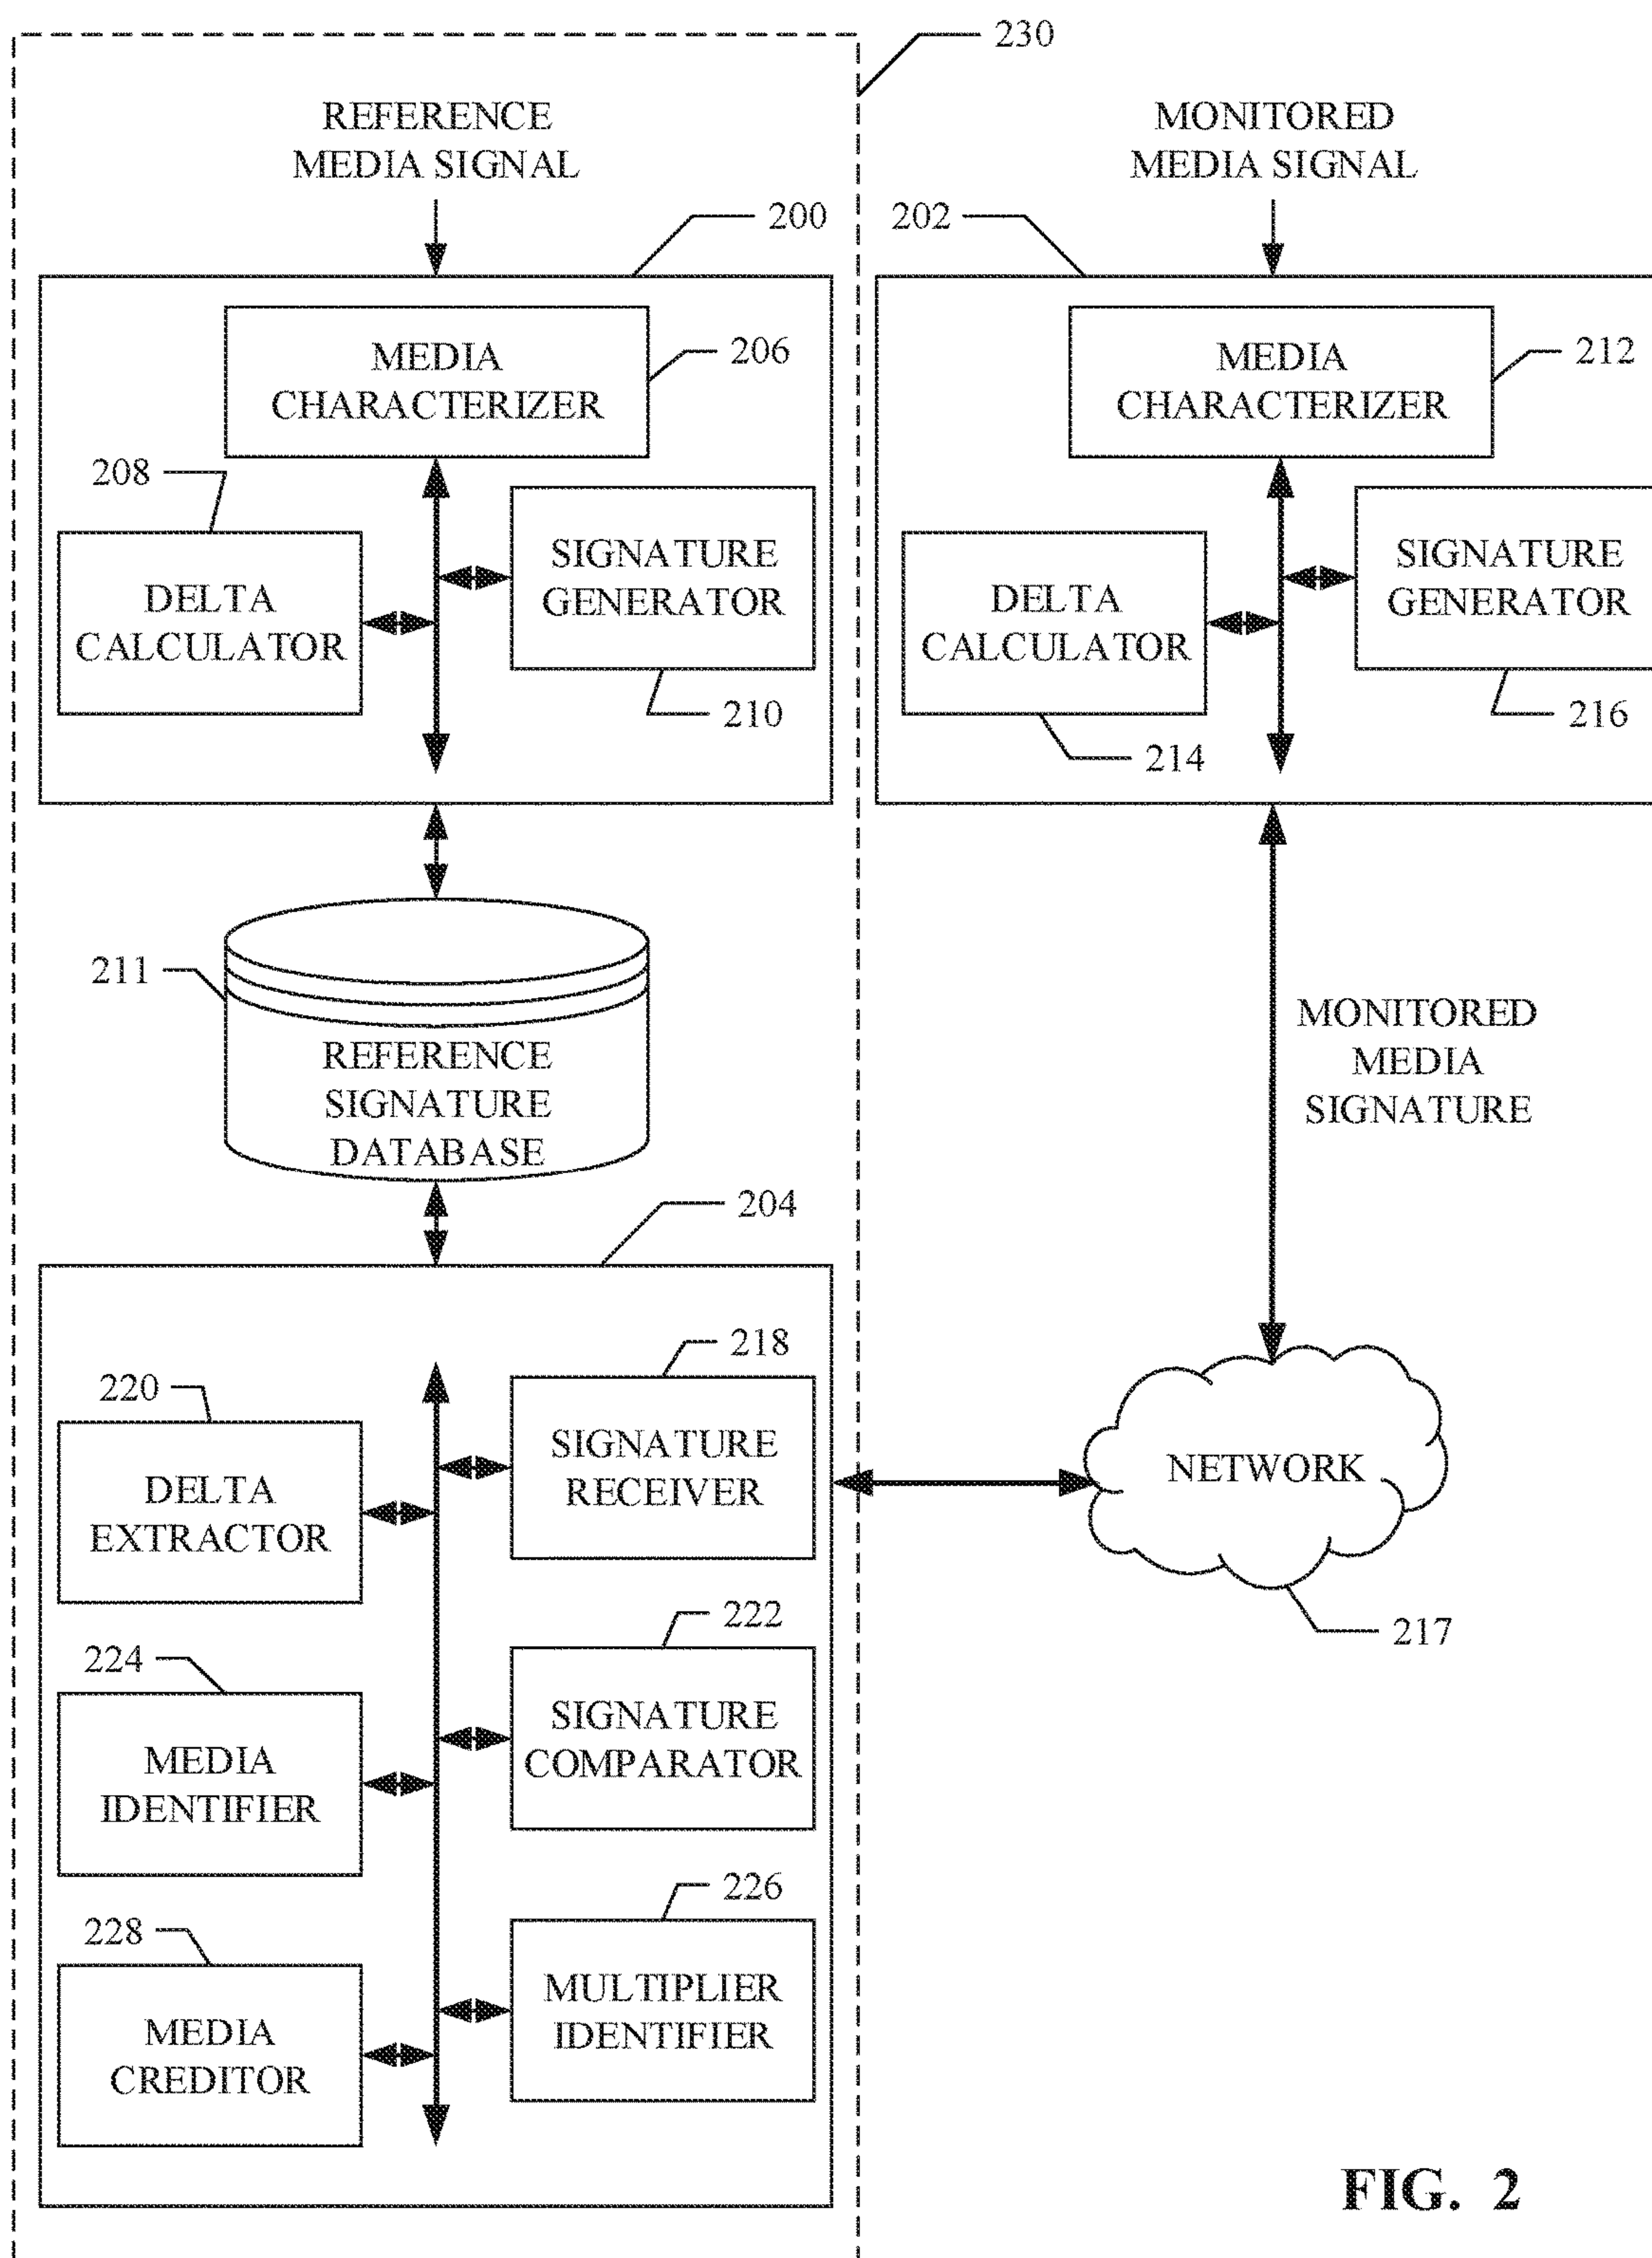 230
REFERENCE
MEDIA SIGNAL
MONITORED
MEDIA SIGNAL
200
202
MEDIA
CHARACTERIZER
206
MEDIA
CHARACTERIZER
212
208
SIGNATURE
GENERATOR
DELTA
CALCULATOR
210
SIGNATURE
GENERATOR
DELTA
CALCULATOR
216
214
211
REFERENCE
SIGNATURE
DATABASE
MONITORED
MEDIA
SIGNATURE
204
218
220
SIGNATURE
RECEIVER
DELTA
EXTRACTOR
NETWORK
217
222
224
SIGNATURE
COMPARATOR
MEDIA
IDENTIFIER
226
228
MULTIPLIER
IDENTIFIER
MEDIA
CREDITOR
FIG. 2